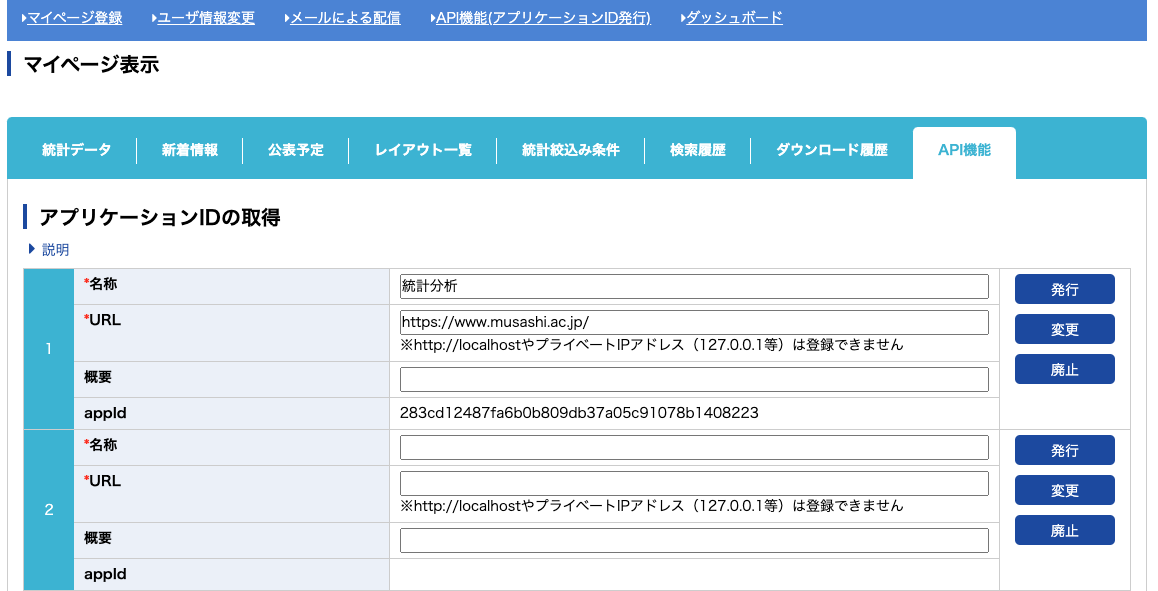 マイページ登録 ユーザ情報変更 メールによる配信 API機能(アプリケーションID発行) ダッシュボード
マイページ表示
統計データ 新着情報 公表予定 レイアウト一覧 統計絞込み条件 検索履歴 ダウンロード履歴 API機能
アプリケーションIDの取得
説明
1
*名称 統計分析
*URL https://www.musashi.ac.jp/
※http://localhostやプライベートIPアドレス（127.0.0.1等）は登録できません
概要
appId 283cd12487fa6b0b809db37a05c91078b1408223
発行
変更
廃止
2
*名称
*URL
※http://localhostやプライベートIPアドレス（127.0.0.1等）は登録できません
概要
appId
発行
変更
廃止